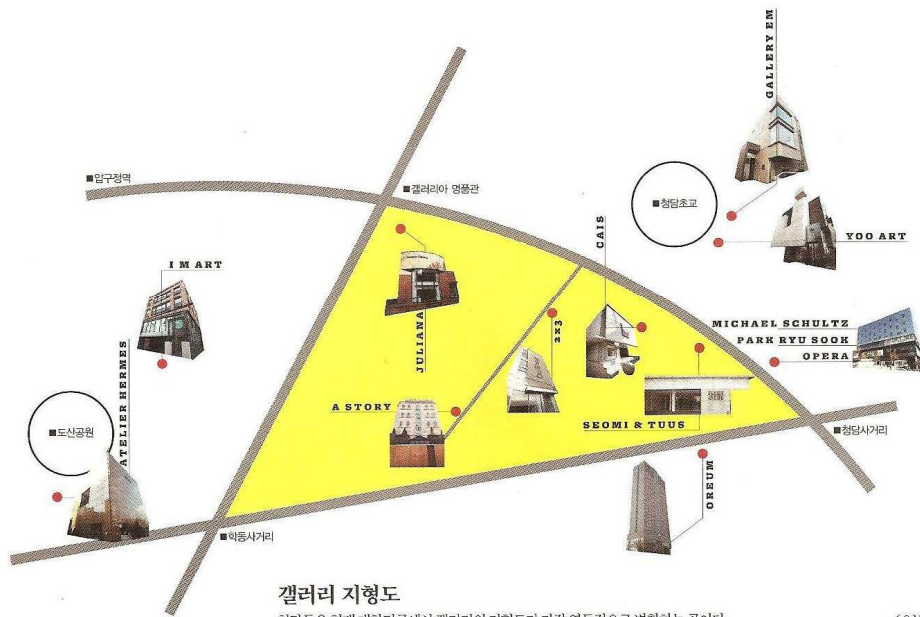 GALLERY EM
■압구정역
■갤러리아 명품관
■청담초교
YOO ART
CAIS
I M ART
JULIANA
2x3
MICHAEL SCHULTZ
PARK RYU SOOK
OPERA
ATELIER HERMES
A STORY
■도산공원
SEOMI & TUUS
■청담사거리
OREUM
■학동사거리
갤러리 지형도